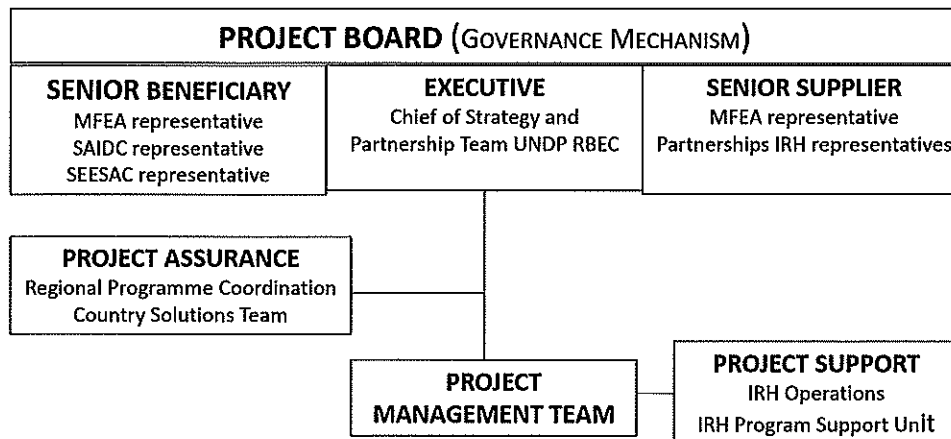 PROJECT BOARD (GOVERNANCE MECHANISM)
SENIOR BENEFICIARY
MFEA representative
SAIDC representative
SEESAC representative
EXECUTIVE
Chief of Strategy and
Partnership Team UNDP RBEC
SENIOR SUPPLIER
MFEA representative
Partnerships IRH representatives
PROJECT ASSURANCE
Regional Programme Coordination
Country Solutions Team
PROJECT
MANAGEMENT TEAM
PROJECT SUPPORT
IRH Operations
IRH Program Support Unit